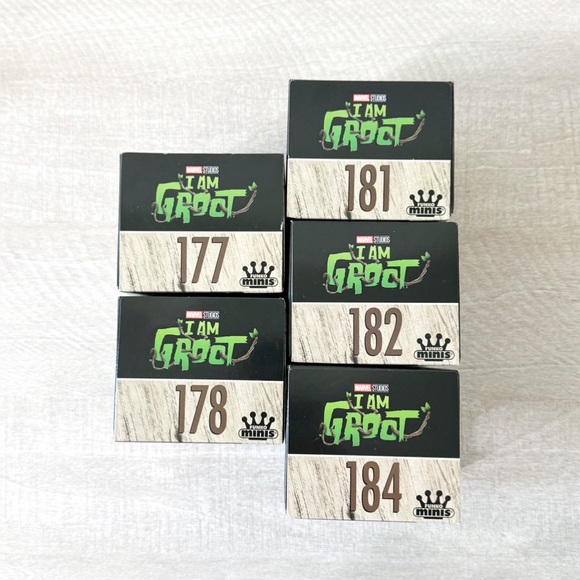 MARVEL STUDIOS
I AM
GROOT
177
FUNKO
minis
MARVEL STUDIOS
I AM
GROOT
178
FUNKO
minis
MARVEL STUDIOS
I AM
GROOT
181
FUNKO
minis
MARVEL STUDIOS
I AM
GROOT
182
FUNKO
minis
MARVEL STUDIOS
I AM
GROOT
184
FUNKO
minis